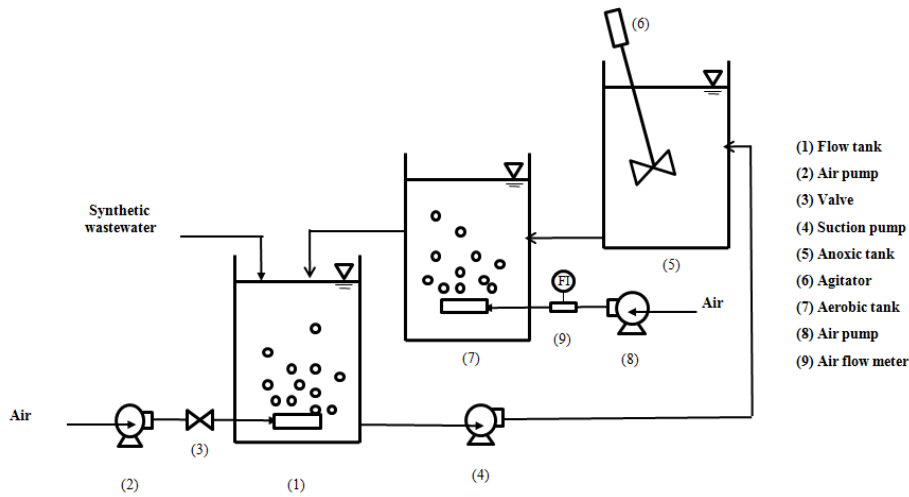 (6)
Synthetic
wastewater
(5)
FI
Air
(7)
(9)
(8)
Air
(3)
(2)
(1)
(4)
(1) Flow tank
(2) Air pump
(3) Valve
(4) Suction pump
(5) Anoxic tank
(6) Agitator
(7) Aerobic tank
(8) Air pump
(9) Air flow meter